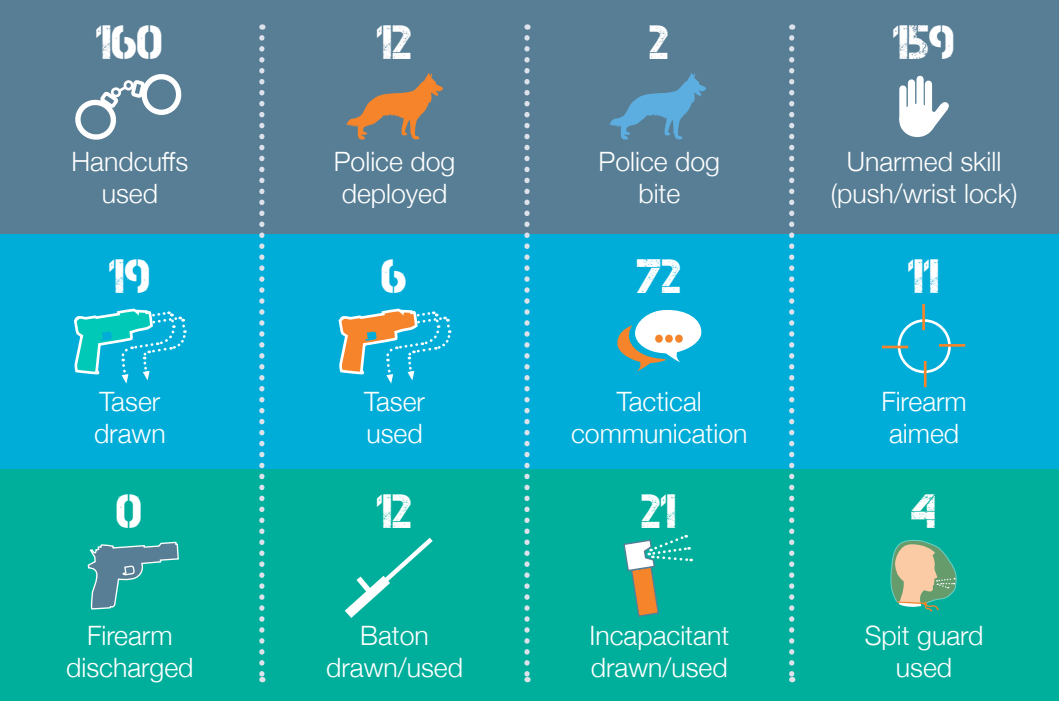 160
Handcuffs
used
12
Police dog
deployed
2
Police dog
bite
159
Unarmed skill
(push/wrist lock)
19
Taser
drawn
6
Taser
used
72
Tactical
communication
11
Firearm
aimed
0
Firearm
discharged
12
Baton
drawn/used
21
Incapacitant
drawn/used
4
Spit guard
used